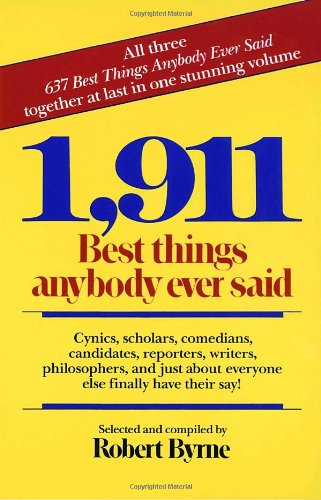 All three
637 Best Things Anybody Ever Said
together at last in one stunning volume
1,911
Best things
anybody ever said
Cynics, scholars, comedians,
candidates, reporters, writers,
philosophers, and just about everyone
else finally have their say!
Selected and compiled by
Robert Byrne